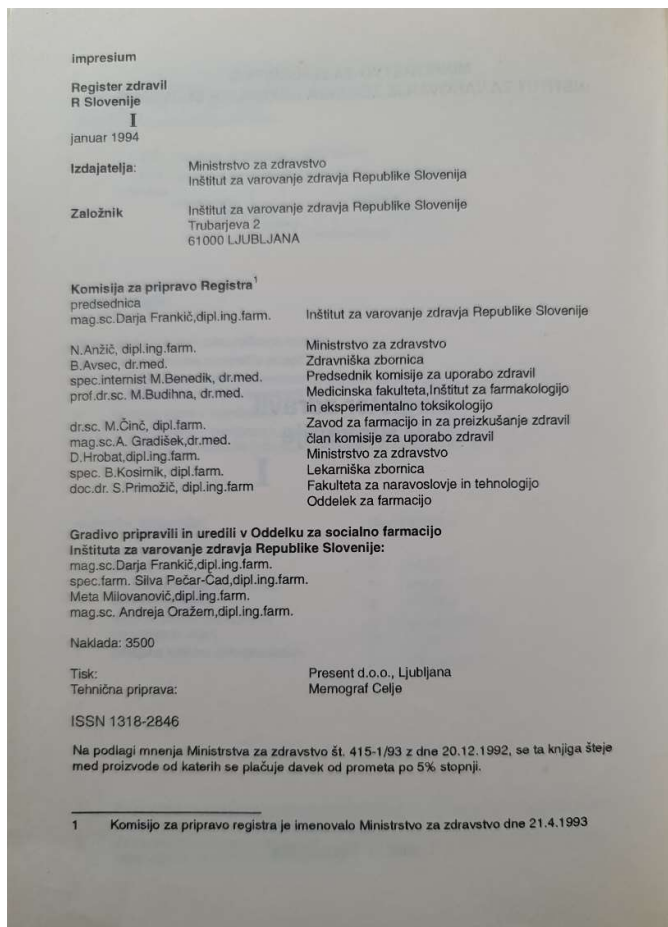 impresium
Register zdravil
R Slovenije
I
januar 1994
Izdajatelja: Ministrstvo za zdravstvo
Inštitut za varovanje zdravja Republike Slovenija
Založnik Inštitut za varovanje zdravja Republike Slovenije
Trubarjeva 2
61000 LJUBLJANA
Komisija za pripravo Registra1
predsednica
mag.sc.Darja Frankič,dipl.ing.farm. Inštitut za varovanje zdravja Republike Slovenije
N.Anžič, dipl.ing.farm. Ministrstvo za zdravstvo
B.Avsec, dr.med. Zdravniška zbornica
spec.internist M.Benedik, dr.med. Predsednik komisije za uporabo zdravil
prof.dr.sc. M.Budihna, dr.med. Medicinska fakulteta,Inštitut za farmakologijo
in eksperimentalno toksikologijo
dr.sc. M.Činč, dipl.farm. Zavod za farmacijo in za preizkušanje zdravil
mag.sc.A. Gradišek,dr.med. član komisije za uporabo zdravil
D.Hrobat,dipl.ing.farm. Ministrstvo za zdravstvo
spec. B.Kosirnik, dipl.farm. Lekarniška zbornica
doc.dr. S.Primožič, dipl.ing.farm Fakulteta za naravoslovje in tehnologijo
Oddelek za farmacijo
Gradivo pripravili in uredili v Oddelku za socialno farmacijo
Inštituta za varovanje zdravja Republike Slovenije:
mag.sc.Darja Frankič,dipl.ing.farm.
spec.farm. Silva Pečar-Čad,dipl.ing.farm.
Meta Milovanovič,dipl.ing.farm.
mag.sc. Andreja Oražem,dipl.ing.farm.
Naklada: 3500
Tisk: Present d.o.o., Ljubljana
Tehnična priprava: Memograf Celje
ISSN 1318-2846
Na podlagi mnenja Ministrstva za zdravstvo št. 415-1/93 z dne 20.12.1992, se ta knjiga šteje
med proizvode od katerih se plačuje davek od prometa po 5% stopnji.
1 Komisijo za pripravo registra je imenovalo Ministrstvo za zdravstvo dne 21.4.1993